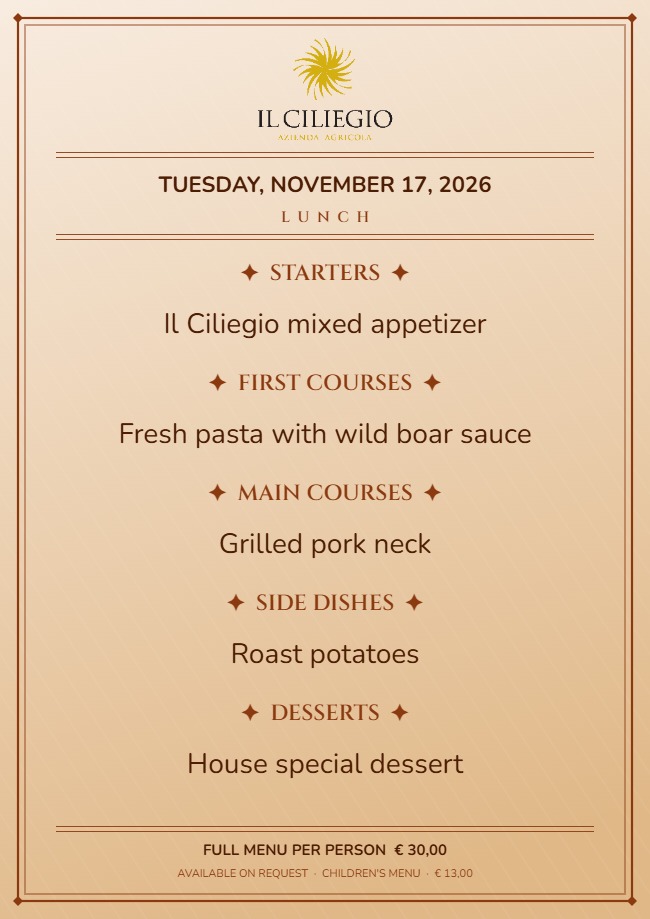 IL CILIEGIO
AZIENDA AGRICOLA
TUESDAY, NOVEMBER 17, 2026
LUNCH
STARTERS
Il Ciliegio mixed appetizer
FIRST COURSES
Fresh pasta with wild boar sauce
MAIN COURSES
Grilled pork neck
SIDE DISHES
Roast potatoes
DESSERTS
House special dessert
FULL MENU PER PERSON € 30,00
AVAILABLE ON REQUEST · CHILDREN'S MENU · € 13,00